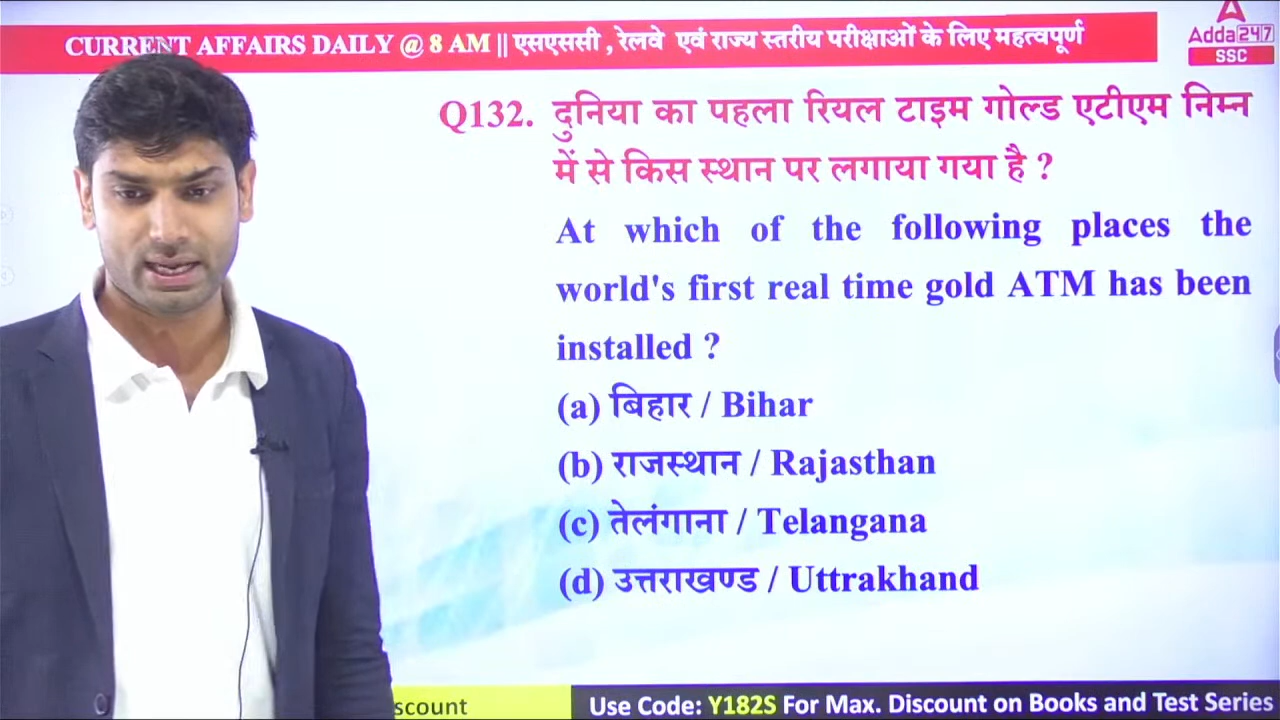 CURRENT AFFAIRS DAILY @ 8 AM || एसएससी , रेलवे एवं राज्य स्तरीय परीक्षाओं के लिए महत्वपूर्ण
Adda247
SSC
Q132. दुनिया का पहला रियल टाइम गोल्ड एटीएम निम्न
में से किस स्थान पर लगाया गया है ?
At which of the following places the
world's first real time gold ATM has been
installed ?
(a) बिहार / Bihar
(b) राजस्थान / Rajasthan
(c) तेलंगाना / Telangana
(d) उत्तराखण्ड / Uttrakhand
scount
Use Code: Y182S For Max. Discount on Books and Test Series